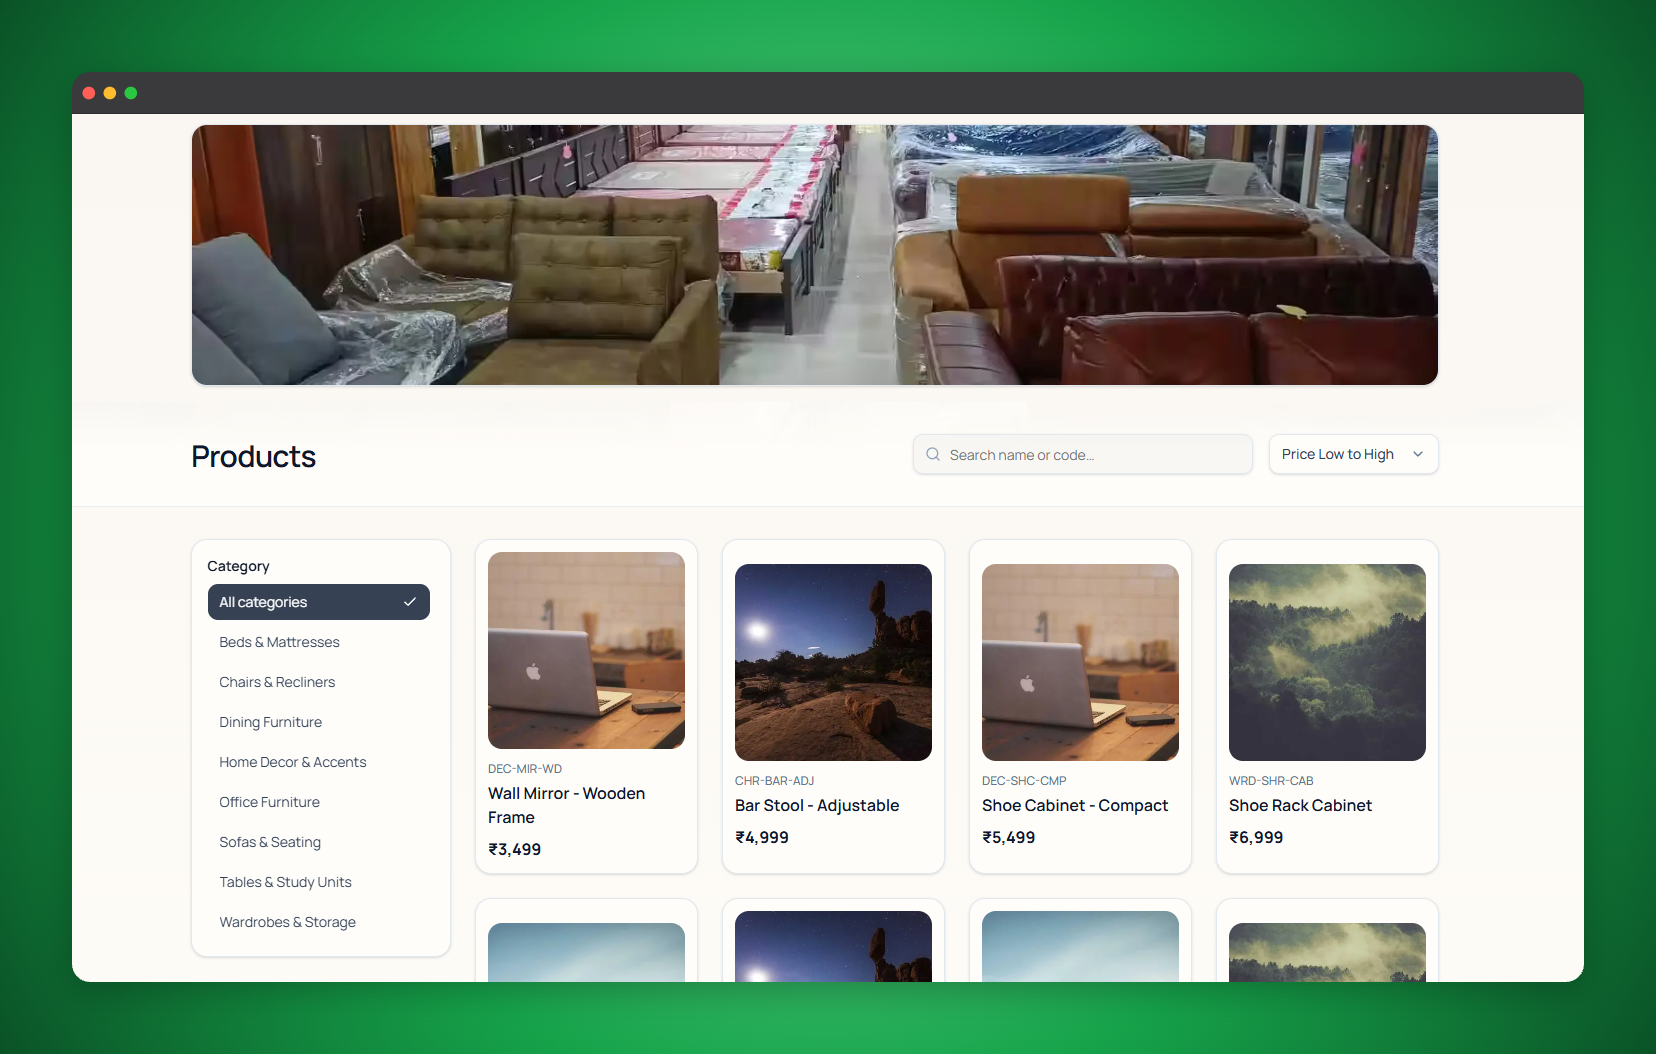 Products
Search name or code...
Price Low to High
Category
All categories
Beds & Mattresses
Chairs & Recliners
Dining Furniture
Home Decor & Accents
Office Furniture
Sofas & Seating
Tables & Study Units
Wardrobes & Storage
DEC-MIR-WD
Wall Mirror - Wooden
Frame
₹3,499
CHR-BAR-ADJ
Bar Stool - Adjustable
₹4,999
DEC-SHC-CMP
Shoe Cabinet - Compact
₹5,499
WRD-SHR-CAB
Shoe Rack Cabinet
₹6,999